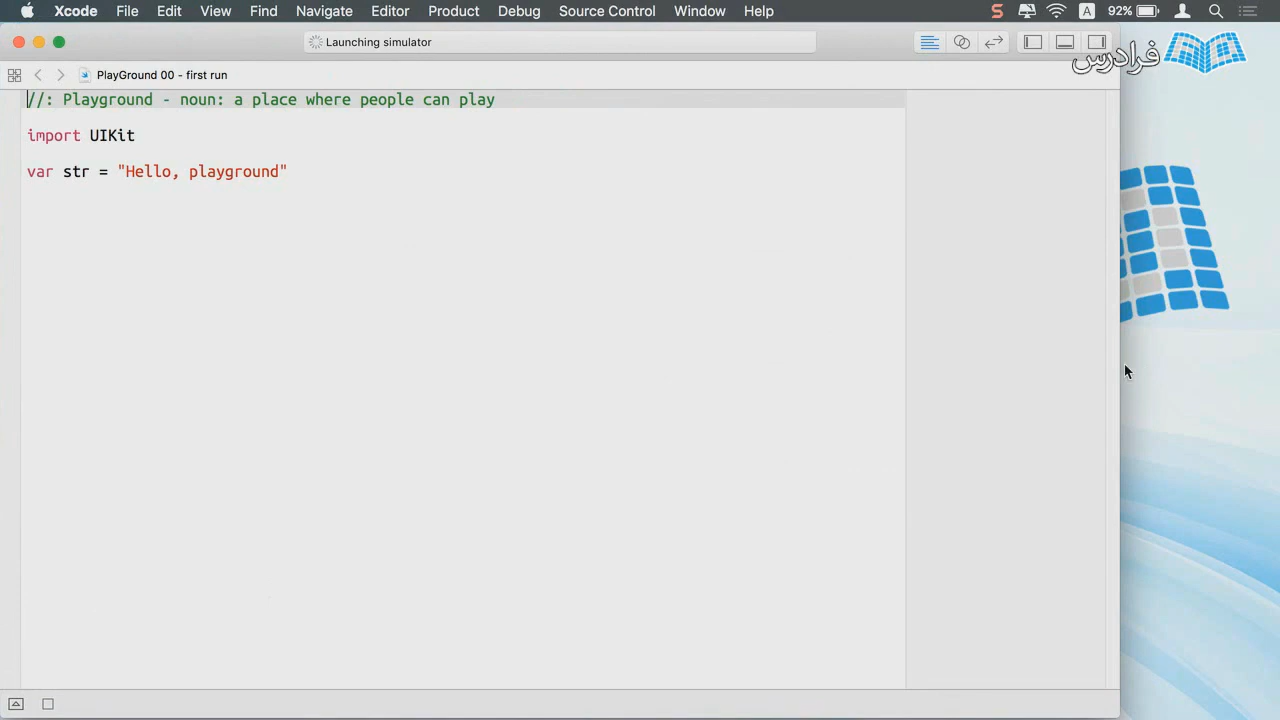 Xcode File Edit View Find Navigate Editor Product Debug Source Control Window Help
S A 92%
Launching simulator
فرادرس
PlayGround 00 - first run
//: Playground - noun: a place where people can play
import UIKit
var str = "Hello, playground"